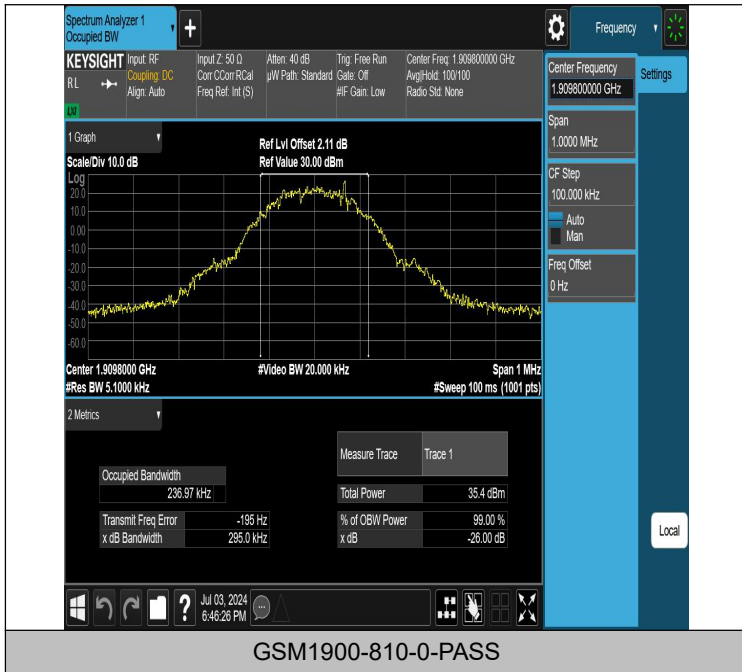 Spectrum Analyzer 1
Occupied BW
Frequency
KEYSIGHT
RL
LXI
Input: RF
Coupling: DC
Align: Auto
Input Z: 50 Ω
Corr CCorr RCal
Freq Ref: Int (S)
Atten: 40 dB
µW Path: Standard
Trig: Free Run
Gate: Off
#IF Gain: Low
Center Freq: 1.909800000 GHz
Avg|Hold: 100/100
Radio Std: None
Center Frequency
1.909800000 GHz
Settings
Span
1.0000 MHz
CF Step
100.000 kHz
Auto
Man
Freq Offset
0 Hz
1 Graph
Scale/Div 10.0 dB
Ref Lvl Offset 2.11 dB
Ref Value 30.00 dBm
Log
20.0
10.0
0.00
-10.0
-20.0
-30.0
-40.0
-50.0
-60.0
Center 1.9098000 GHz
#Video BW 20.000 kHz
Span 1 MHz
#Res BW 5.1000 kHz
#Sweep 100 ms (1001 pts)
2 Metrics
Measure Trace Trace 1
Occupied Bandwidth
236.97 kHz
Total Power 35.4 dBm
Transmit Freq Error -195 Hz
% of OBW Power 99.00 %
x dB Bandwidth 295.0 kHz
x dB -26.00 dB
Local
?
Jul 03, 2024
6:46:26 PM
GSM1900-810-0-PASS